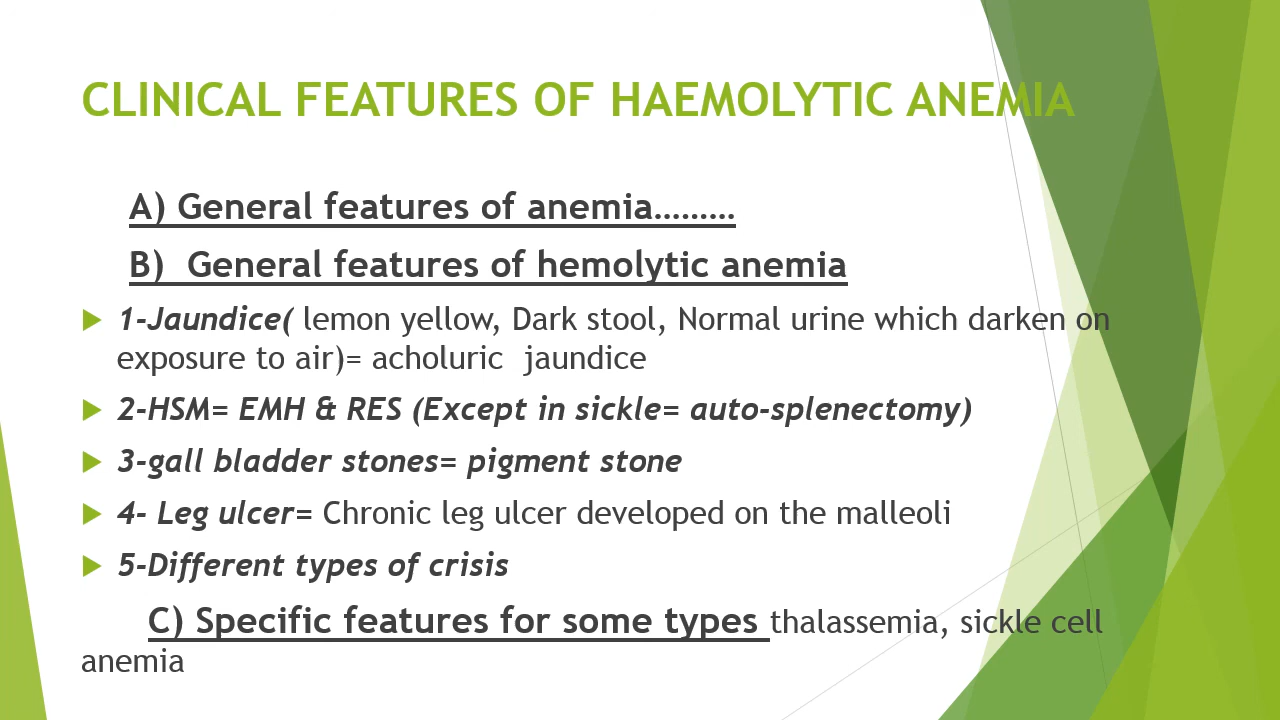 CLINICAL FEATURES OF HAEMOLYTIC ANEMIA
A) General features of anemia………
B)  General features of hemolytic anemia
1-Jaundice( lemon yellow, Dark stool, Normal urine which darken on
exposure to air)= acholuric  jaundice
2-HSM= EMH & RES (Except in sickle= auto-splenectomy)
3-gall bladder stones= pigment stone
4- Leg ulcer= Chronic leg ulcer developed on the malleoli
5-Different types of crisis
C) Specific features for some types thalassemia, sickle cell
anemia